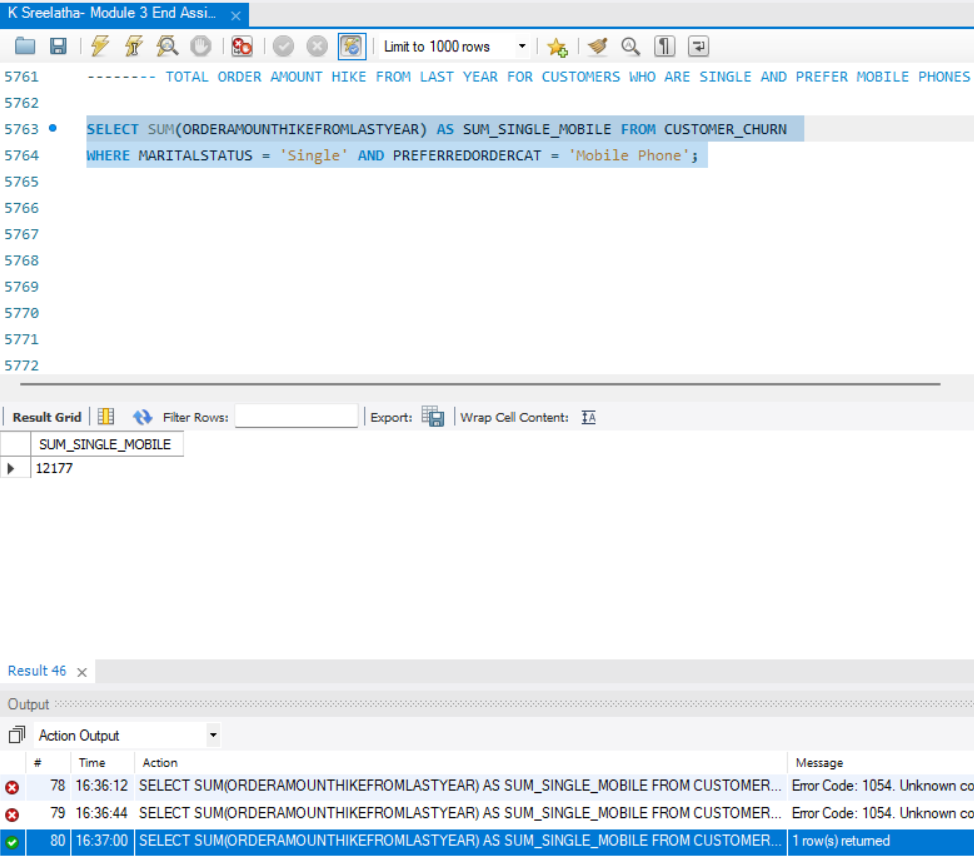 K Sreelatha- Module 3 End Assi...
Limit to 1000 rows
5761 -------- TOTAL ORDER AMOUNT HIKE FROM LAST YEAR FOR CUSTOMERS WHO ARE SINGLE AND PREFER MOBILE PHONES
5762
5763 SELECT SUM(ORDERAMOUNTHIKEFROMLASTYEAR) AS SUM_SINGLE_MOBILE FROM CUSTOMER_CHURN
5764 WHERE MARITALSTATUS = 'Single' AND PREFERREDORDERCAT = 'Mobile Phone';
5765
5766
5767
5768
5769
5770
5771
5772
Result Grid Filter Rows: Export: Wrap Cell Content: IA
SUM_SINGLE_MOBILE
12177
Result 46
Output
Action Output
# Time Action Message
78 16:36:12 SELECT SUM(ORDERAMOUNTHIKEFROMLASTYEAR) AS SUM_SINGLE_MOBILE FROM CUSTOMER... Error Code: 1054. Unknown co
79 16:36:44 SELECT SUM(ORDERAMOUNTHIKEFROMLASTYEAR) AS SUM_SINGLE_MOBILE FROM CUSTOMER... Error Code: 1054. Unknown co
80 16:37:00 SELECT SUM(ORDERAMOUNTHIKEFROMLASTYEAR) AS SUM_SINGLE_MOBILE FROM CUSTOMER... 1 row(s) returned